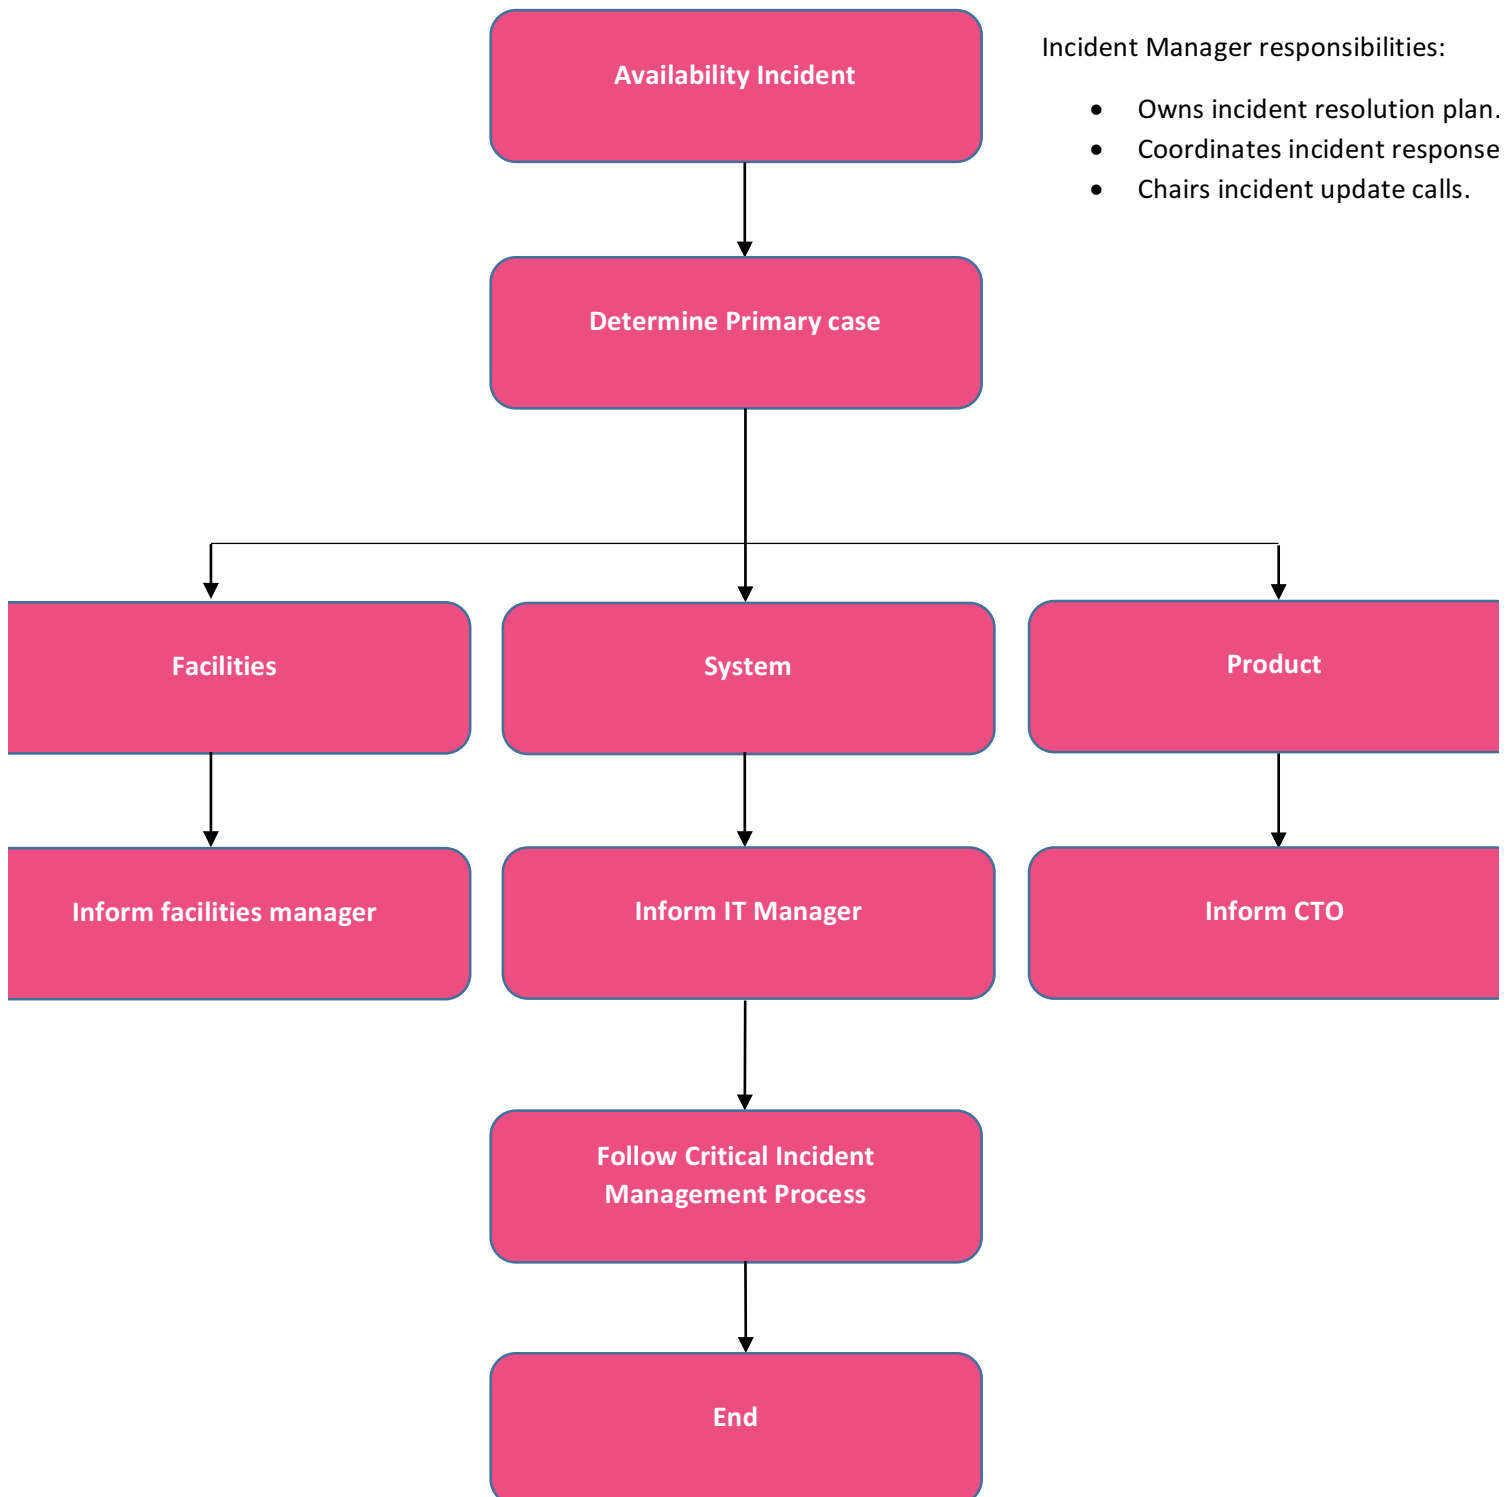 Availability Incident
Incident Manager responsibilities:
• Owns incident resolution plan.
• Coordinates incident response
• Chairs incident update calls.
Determine Primary case
Facilities
System
Product
Inform facilities manager
Inform IT Manager
Inform CTO
Follow Critical Incident
Management Process
End